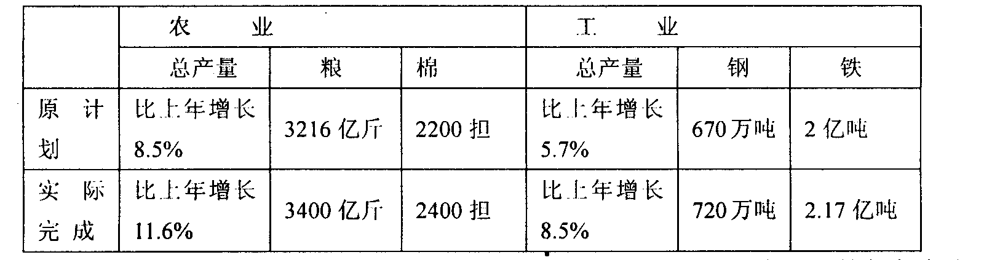 农 业 工 业
总产量 粮 棉 总产量 钢 铁
原 计划 比上年增长8.5% 3216 亿斤 2200 担 比上年增长5.7% 670 万吨 2 亿吨
实 际完 成 比上年增长11.6% 3400 亿斤 2400 担 比上年增长8.5% 720 万吨 2.17 亿吨